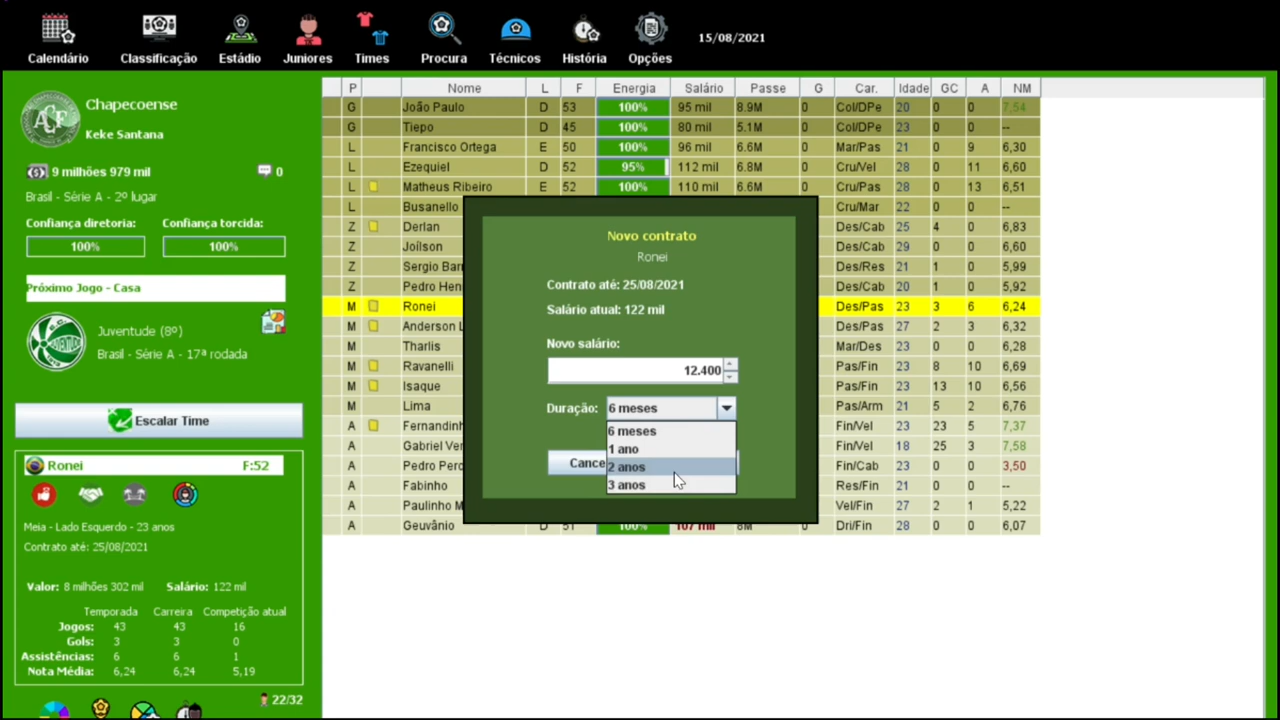 Calendário Classificação Estádio Juniores Times Procura Técnicos História Opções 15/08/2021
Chapecoense
Keke Santana
9 milhões 979 mil 0
Brasil - Série A - 2º lugar
Confiança diretoria: Confiança torcida:
100% 100%
Próximo Jogo - Casa
Juventude (8º)
Brasil - Série A - 17ª rodada
Escalar Time
Ronei F:52
Meia - Lado Esquerdo - 23 anos
Contrato até: 25/08/2021
Valor: 8 milhões 302 mil Salário: 122 mil
Temporada Carreira Competição atual
Jogos: 43 43 16
Gols: 3 3 0
Assistências: 6 6 1
Nota Média: 6,24 6,24 5,19
22/32
P Nome L F Energia Salário Passe G Car. Idade GC A NM
G João Paulo D 53 100% 95 mil 8.9M 0 Col/DPe 20 0 0 7,54
G Tiepo D 45 100% 80 mil 5.1M 0 Col/DPe 23 0 0 --
L Francisco Ortega E 50 100% 96 mil 6.6M 0 Mar/Pas 21 0 9 6,30
L Ezequiel D 52 95% 112 mil 6.8M 0 Cru/Vel 28 0 11 6,60
L Matheus Ribeiro E 52 100% 110 mil 6.6M 0 Cru/Pas 28 0 13 6,51
L Busanello Cru/Mar 22 0 0 --
Z Derlan Des/Cab 25 4 0 6,83
Z Joílson Des/Cab 29 0 0 6,60
Z Sergio Bar Des/Res 21 1 0 5,99
Z Pedro Hen Des/Cab 20 1 0 5,92
M Ronei Des/Pas 23 3 6 6,24
M Anderson L Des/Pas 27 2 3 6,32
M Tharlis Mar/Des 23 0 0 6,28
M Ravanelli Pas/Fin 23 8 10 6,69
M Isaque Pas/Fin 23 13 10 6,56
M Lima Pas/Arm 21 5 2 6,76
A Fernandin Fin/Vel 23 23 5 7,37
A Gabriel Ver Fin/Vel 18 25 3 7,58
A Pedro Perc Fin/Cab 23 0 0 3,50
A Fabinho Res/Fin 21 0 0 --
A Paulinho M Vel/Fin 27 2 1 5,22
A Geuvânio D 51 100% 107 mil 8M 0 Dri/Fin 28 0 0 6,07
Novo contrato
Ronei
Contrato até: 25/08/2021
Salário atual: 122 mil
Novo salário:
12.400
Duração: 6 meses
6 meses
1 ano
2 anos
3 anos
Cance